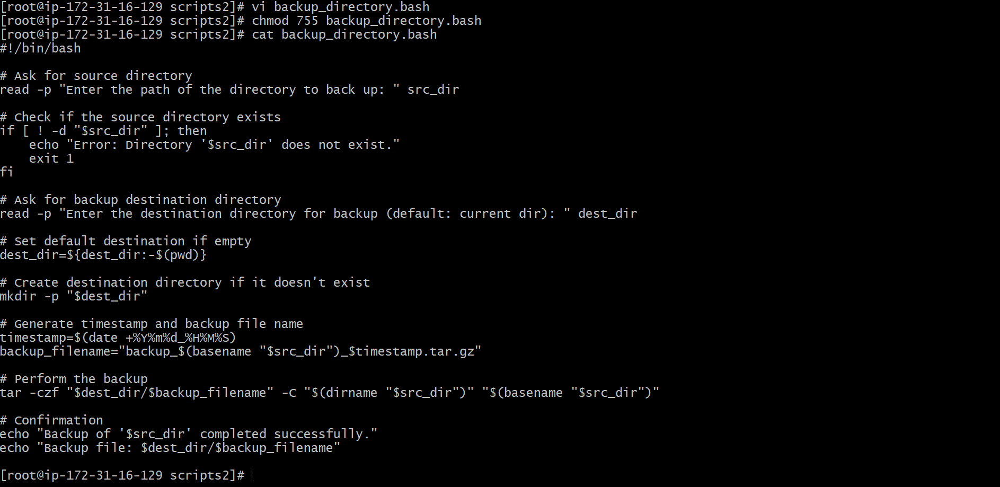 [root@ip-172-31-16-129 scripts2]# vi backup_directory.bash
[root@ip-172-31-16-129 scripts2]# chmod 755 backup_directory.bash
[root@ip-172-31-16-129 scripts2]# cat backup_directory.bash
#!/bin/bash

# Ask for source directory
read -p "Enter the path of the directory to back up: " src_dir

# Check if the source directory exists
if [ ! -d "$src_dir" ]; then
    echo "Error: Directory '$src_dir' does not exist."
    exit 1
fi

# Ask for backup destination directory
read -p "Enter the destination directory for backup (default: current dir): " dest_dir

# Set default destination if empty
dest_dir=${dest_dir:-$(pwd)}

# Create destination directory if it doesn't exist
mkdir -p "$dest_dir"

# Generate timestamp and backup file name
timestamp=$(date +%Y%m%d_%H%M%S)
backup_filename="backup_$(basename "$src_dir")_$timestamp.tar.gz"

# Perform the backup
tar -czf "$dest_dir/$backup_filename" -C "$(dirname "$src_dir")" "$(basename "$src_dir")"

# Confirmation
echo "Backup of '$src_dir' completed successfully."
echo "Backup file: $dest_dir/$backup_filename"

[root@ip-172-31-16-129 scripts2]#